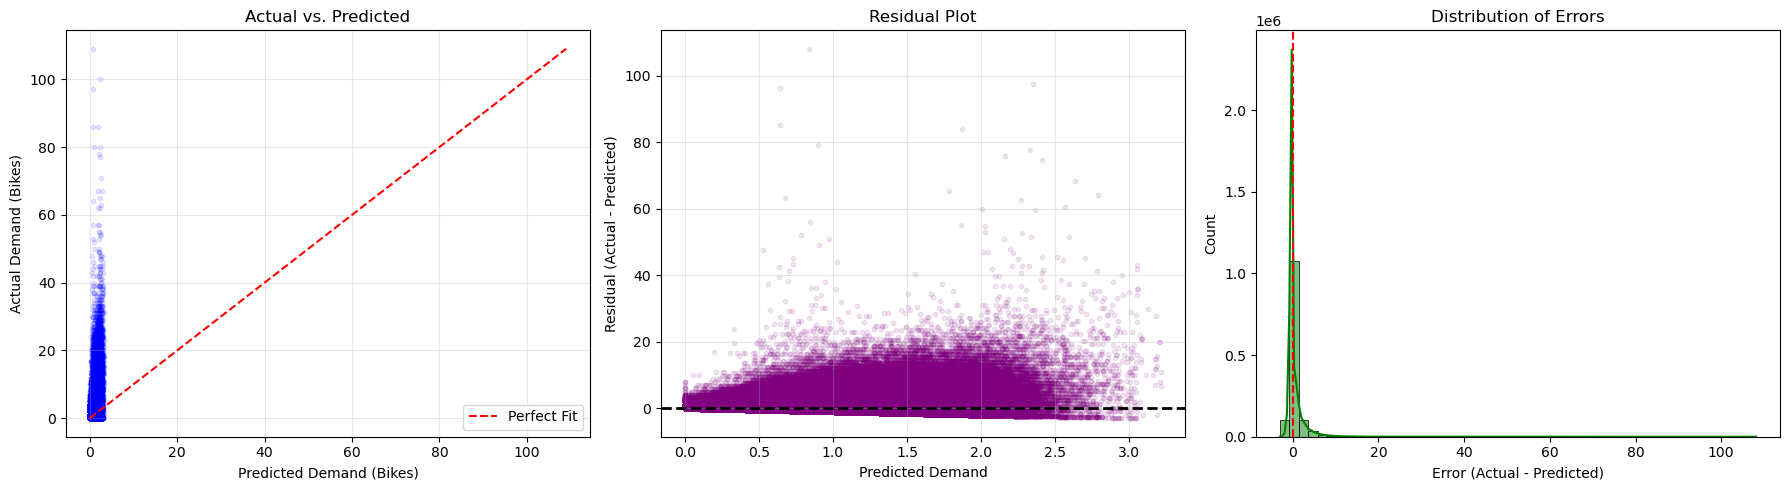 Actual vs. Predicted
Actual Demand (Bikes)
100
80
60
40
20
0
0 20 40 60 80 100
Predicted Demand (Bikes)
Perfect Fit
Residual Plot
Residual (Actual - Predicted)
100
80
60
40
20
0
0.0 0.5 1.0 1.5 2.0 2.5 3.0
Predicted Demand
Distribution of Errors
1e6
Count
2.0
1.5
1.0
0.5
0.0
0 20 40 60 80 100
Error (Actual - Predicted)